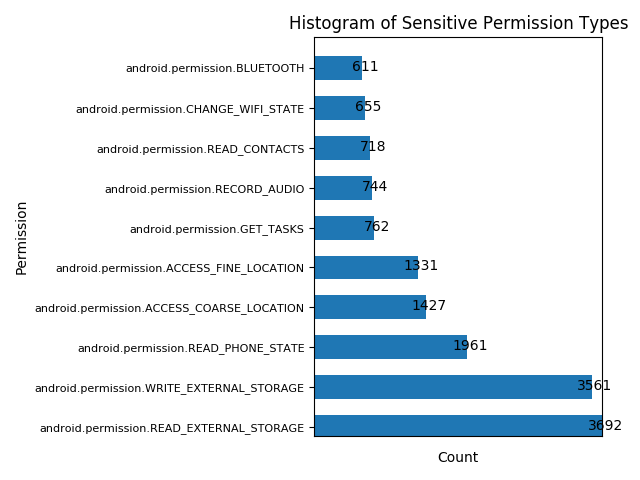 Histogram of Sensitive Permission Types
android.permission.BLUETOOTH 611
android.permission.CHANGE_WIFI_STATE 655
android.permission.READ_CONTACTS 718
android.permission.RECORD_AUDIO 744
android.permission.GET_TASKS 762
android.permission.ACCESS_FINE_LOCATION 1331
android.permission.ACCESS_COARSE_LOCATION 1427
android.permission.READ_PHONE_STATE 1961
android.permission.WRITE_EXTERNAL_STORAGE 3561
android.permission.READ_EXTERNAL_STORAGE 3692
Permission
Count